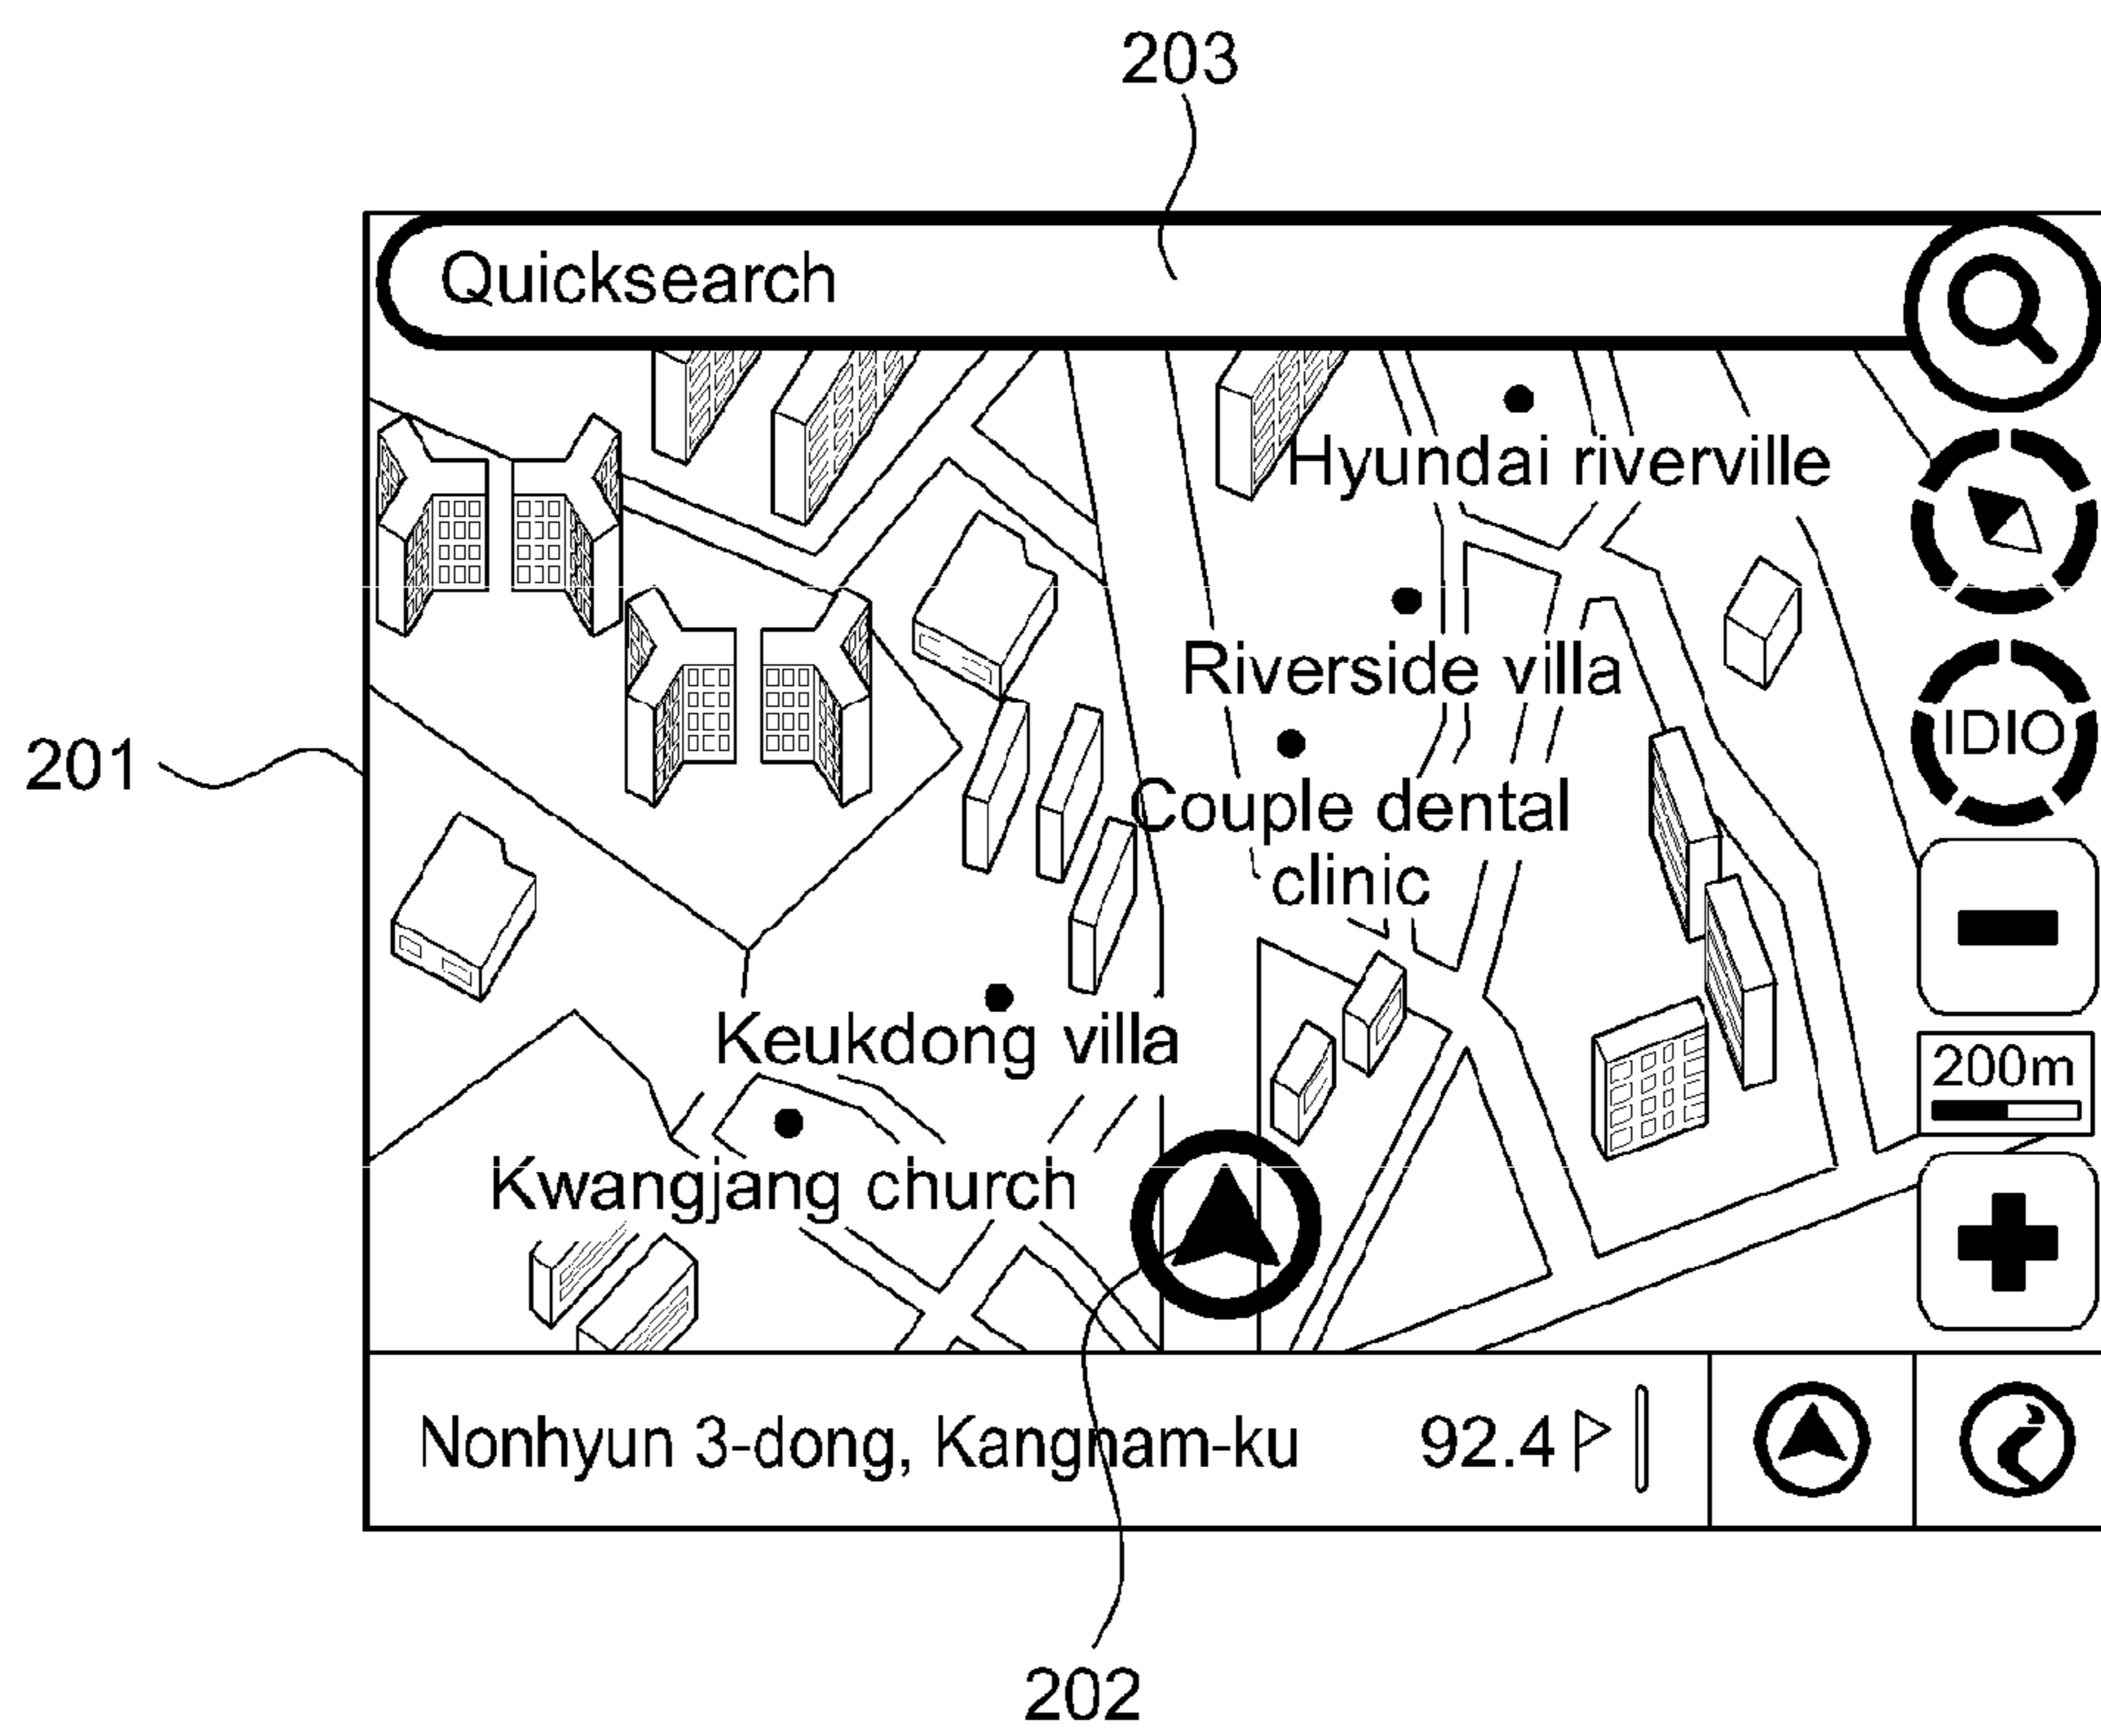 203
Quicksearch
Hyundai riverville
Riverside villa
IDIO
201
Couple dental
clinic
Keukdong villa
200m
Kwangjang church
Nonhyun 3-dong, Kangnam-ku 92.4
202